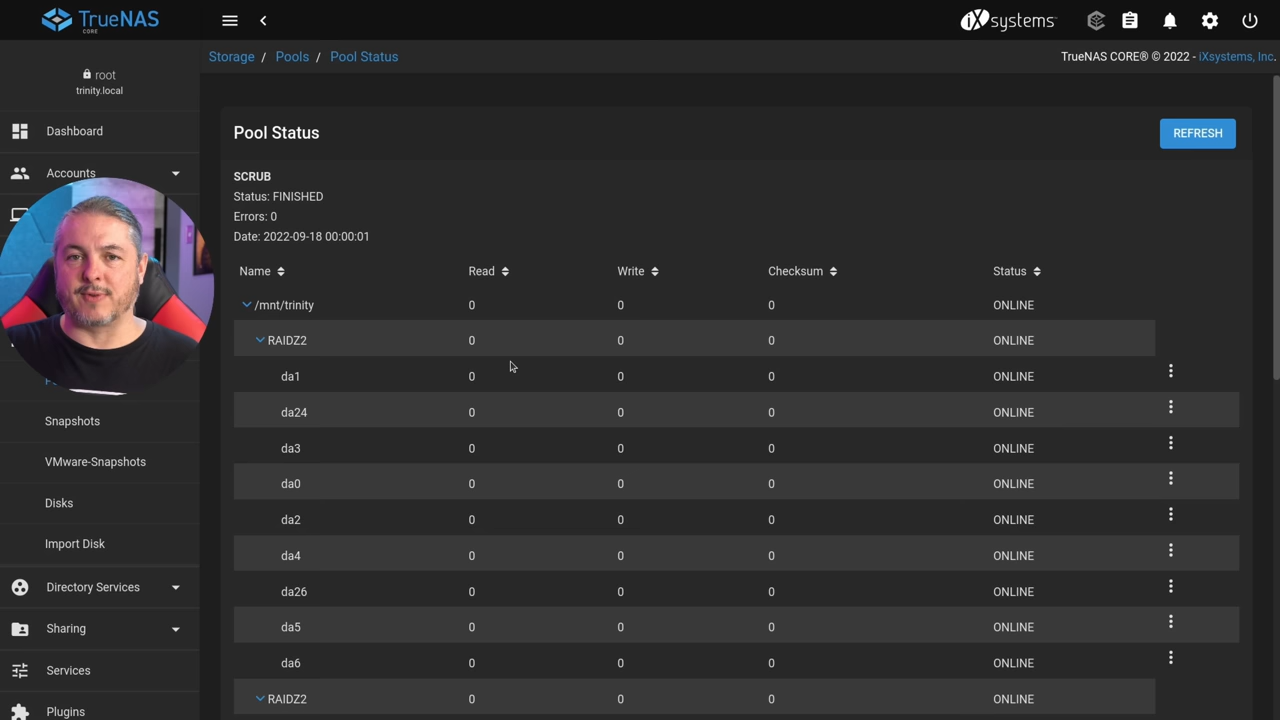 TrueNAS
CORE
iXsystems
Storage / Pools / Pool Status
TrueNAS CORE® © 2022 - iXsystems, Inc.
root
trinity.local
Dashboard
Accounts
Snapshots
VMware-Snapshots
Disks
Import Disk
Directory Services
Sharing
Services
Plugins
Pool Status
REFRESH
SCRUB
Status: FINISHED
Errors: 0
Date: 2022-09-18 00:00:01
Name Read Write Checksum Status
/mnt/trinity 0 0 0 ONLINE
RAIDZ2 0 0 0 ONLINE
da1 0 0 0 ONLINE
da24 0 0 0 ONLINE
da3 0 0 0 ONLINE
da0 0 0 0 ONLINE
da2 0 0 0 ONLINE
da4 0 0 0 ONLINE
da26 0 0 0 ONLINE
da5 0 0 0 ONLINE
da6 0 0 0 ONLINE
RAIDZ2 0 0 0 ONLINE